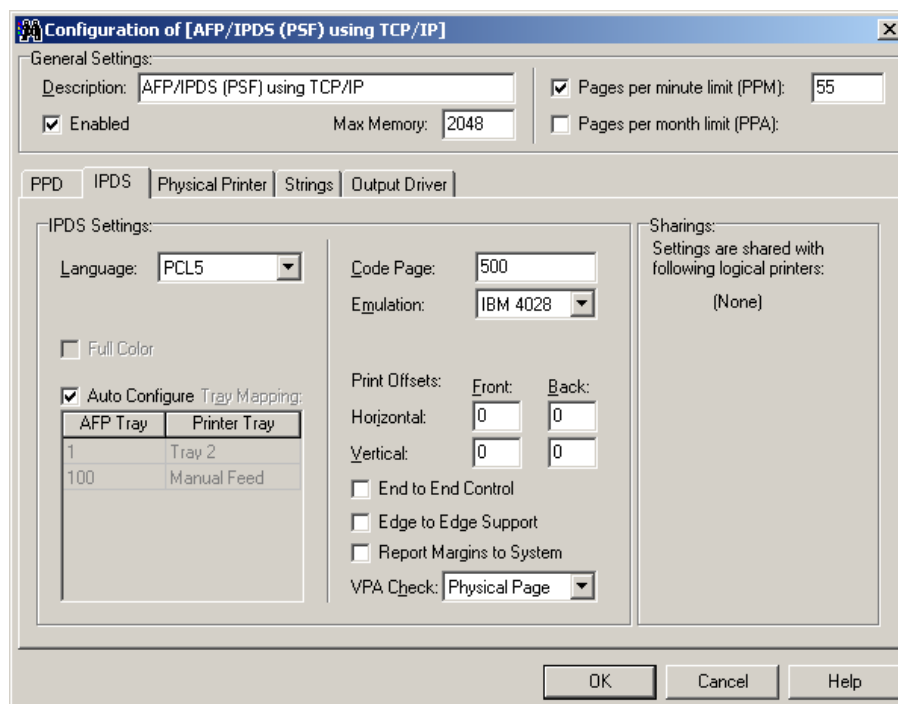 Configuration of [AFP/IPDS (PSF) using TCP/IP]
General Settings:
Description: AFP/IPDS (PSF) using TCP/IP
Pages per minute limit (PPM): 55
Enabled
Max Memory: 2048
Pages per month limit (PPA):
PPD
IPDS
Physical Printer
Strings
Output Driver
IPDS Settings:
Language: PCL5
Full Color
Auto Configure Tray Mapping:
AFP Tray Printer Tray
1 Tray 2
100 Manual Feed
Code Page: 500
Emulation: IBM 4028
Print Offsets: Front: Back:
Horizontal: 0 0
Vertical: 0 0
End to End Control
Edge to Edge Support
Report Margins to System
VPA Check: Physical Page
Sharings:
Settings are shared with
following logical printers:
(None)
OK
Cancel
Help